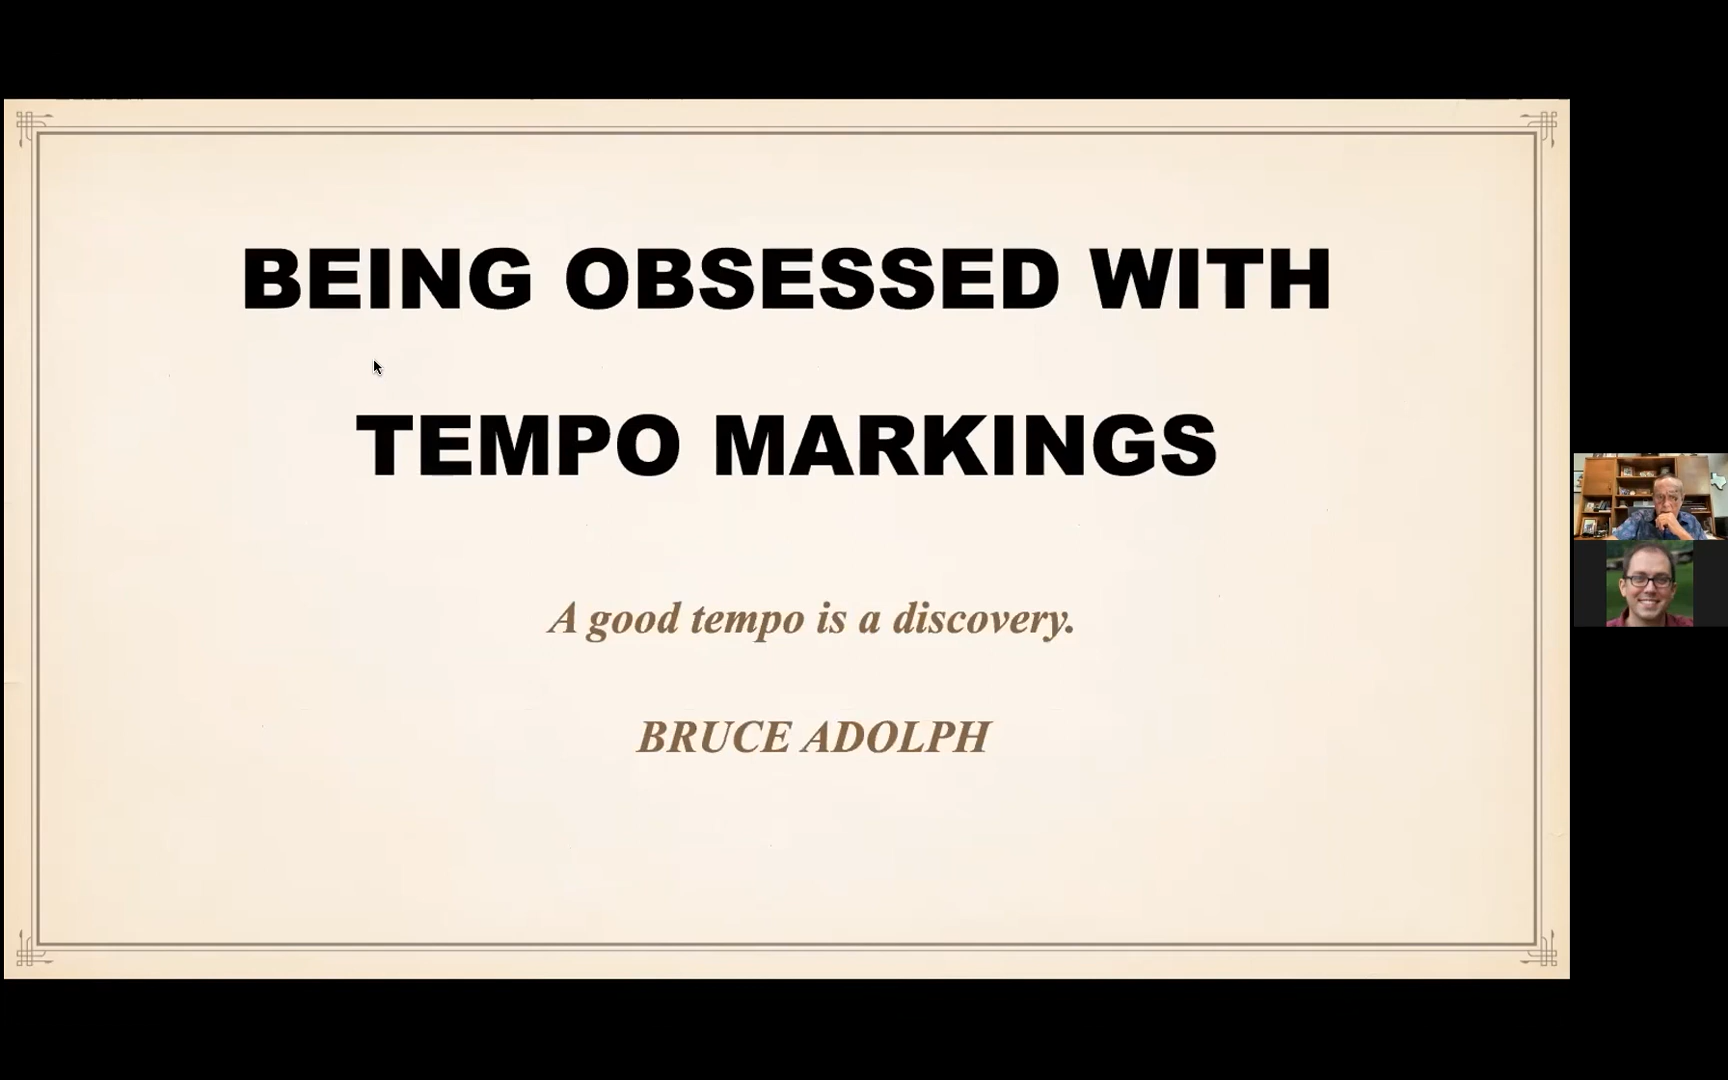 BEING OBSESSED WITH
TEMPO MARKINGS
A good tempo is a discovery.
BRUCE ADOLPH